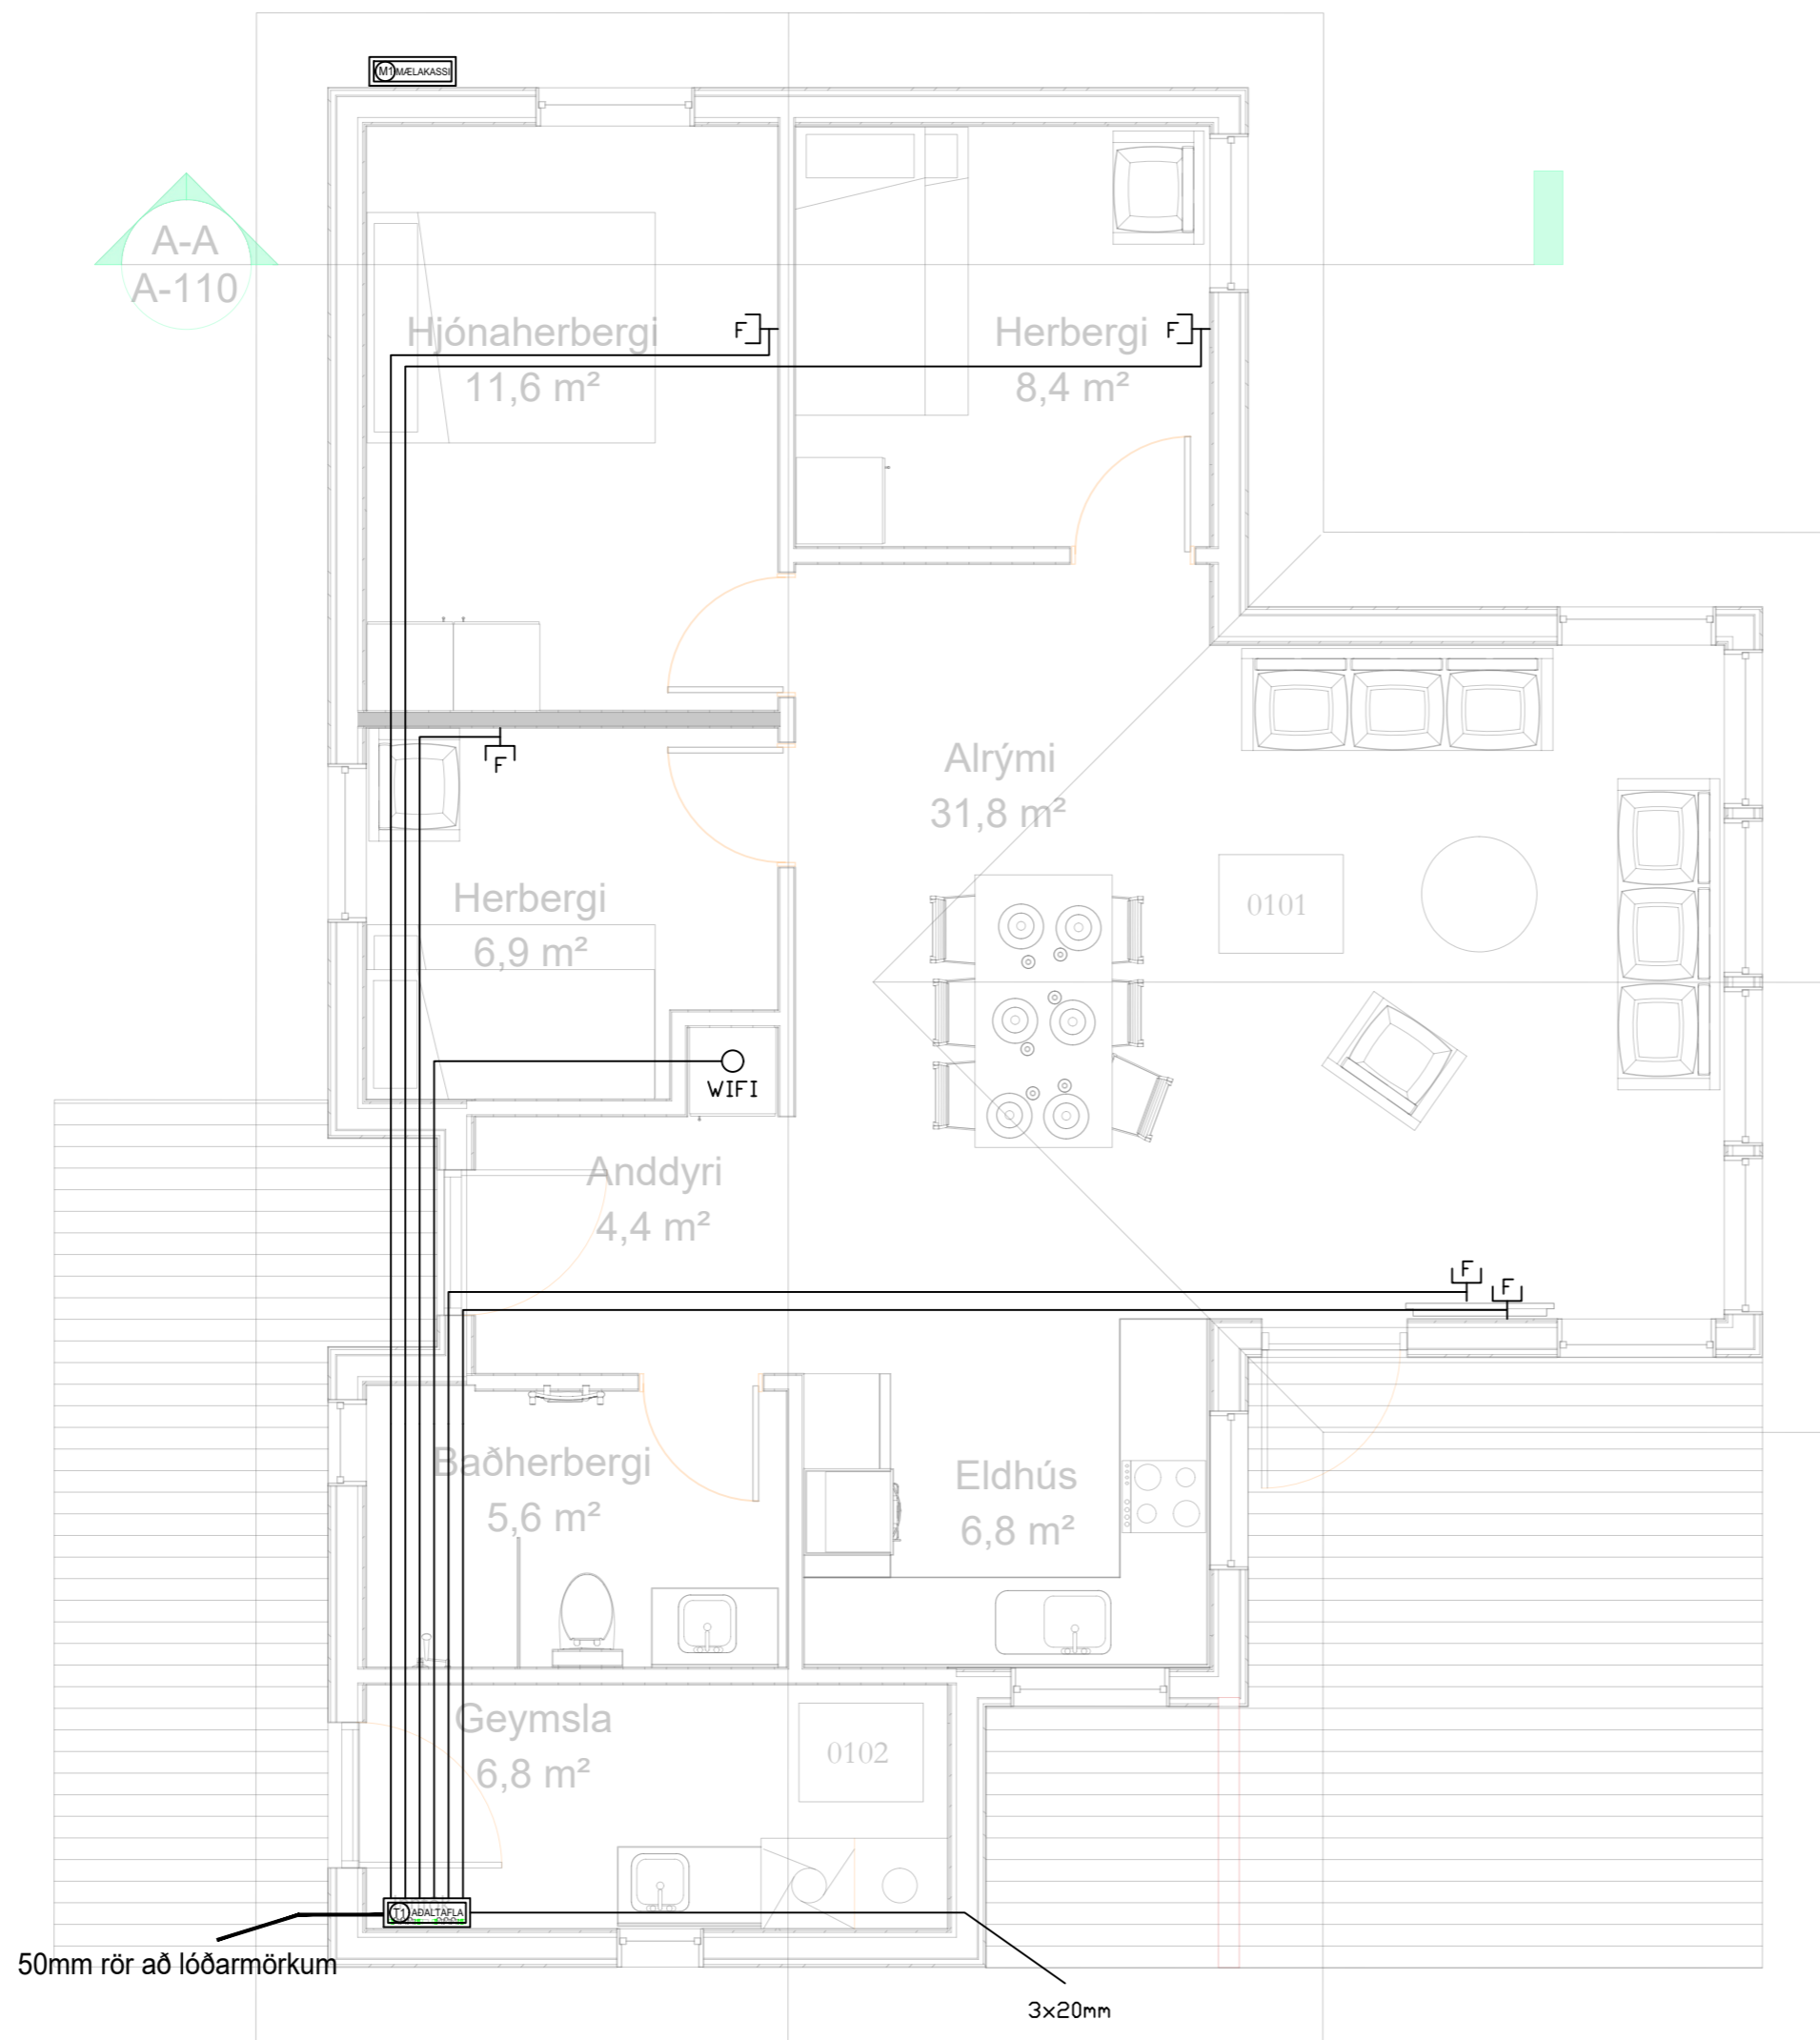 M1 MÆLAKASSI
A-A
A-110
Hjónaherbergi
11,6 m²
F
Herbergi
8,4 m²
F
F
Alrými
31,8 m²
Herbergi
6,9 m²
0101
WIFI
Anddyri
4,4 m²
F
F
Baðherbergi
5,6 m²
Eldhús
6,8 m²
Geymsla
6,8 m²
0102
T1 AÐALTAFLA
50mm rör að lóðarmörkum
3x20mm